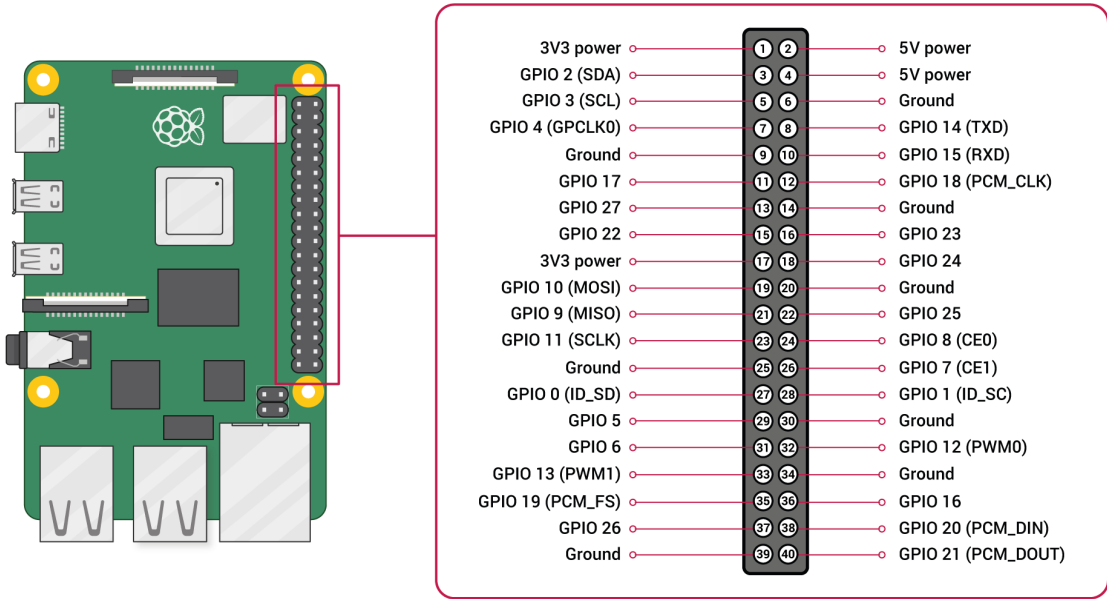 3V3 power 1 2 5V power
GPIO 2 (SDA) 3 4 5V power
GPIO 3 (SCL) 5 6 Ground
GPIO 4 (GPCLK0) 7 8 GPIO 14 (TXD)
Ground 9 10 GPIO 15 (RXD)
GPIO 17 11 12 GPIO 18 (PCM_CLK)
GPIO 27 13 14 Ground
GPIO 22 15 16 GPIO 23
3V3 power 17 18 GPIO 24
GPIO 10 (MOSI) 19 20 Ground
GPIO 9 (MISO) 21 22 GPIO 25
GPIO 11 (SCLK) 23 24 GPIO 8 (CE0)
Ground 25 26 GPIO 7 (CE1)
GPIO 0 (ID_SD) 27 28 GPIO 1 (ID_SC)
GPIO 5 29 30 Ground
GPIO 6 31 32 GPIO 12 (PWM0)
GPIO 13 (PWM1) 33 34 Ground
GPIO 19 (PCM_FS) 35 36 GPIO 16
GPIO 26 37 38 GPIO 20 (PCM_DIN)
Ground 39 40 GPIO 21 (PCM_DOUT)